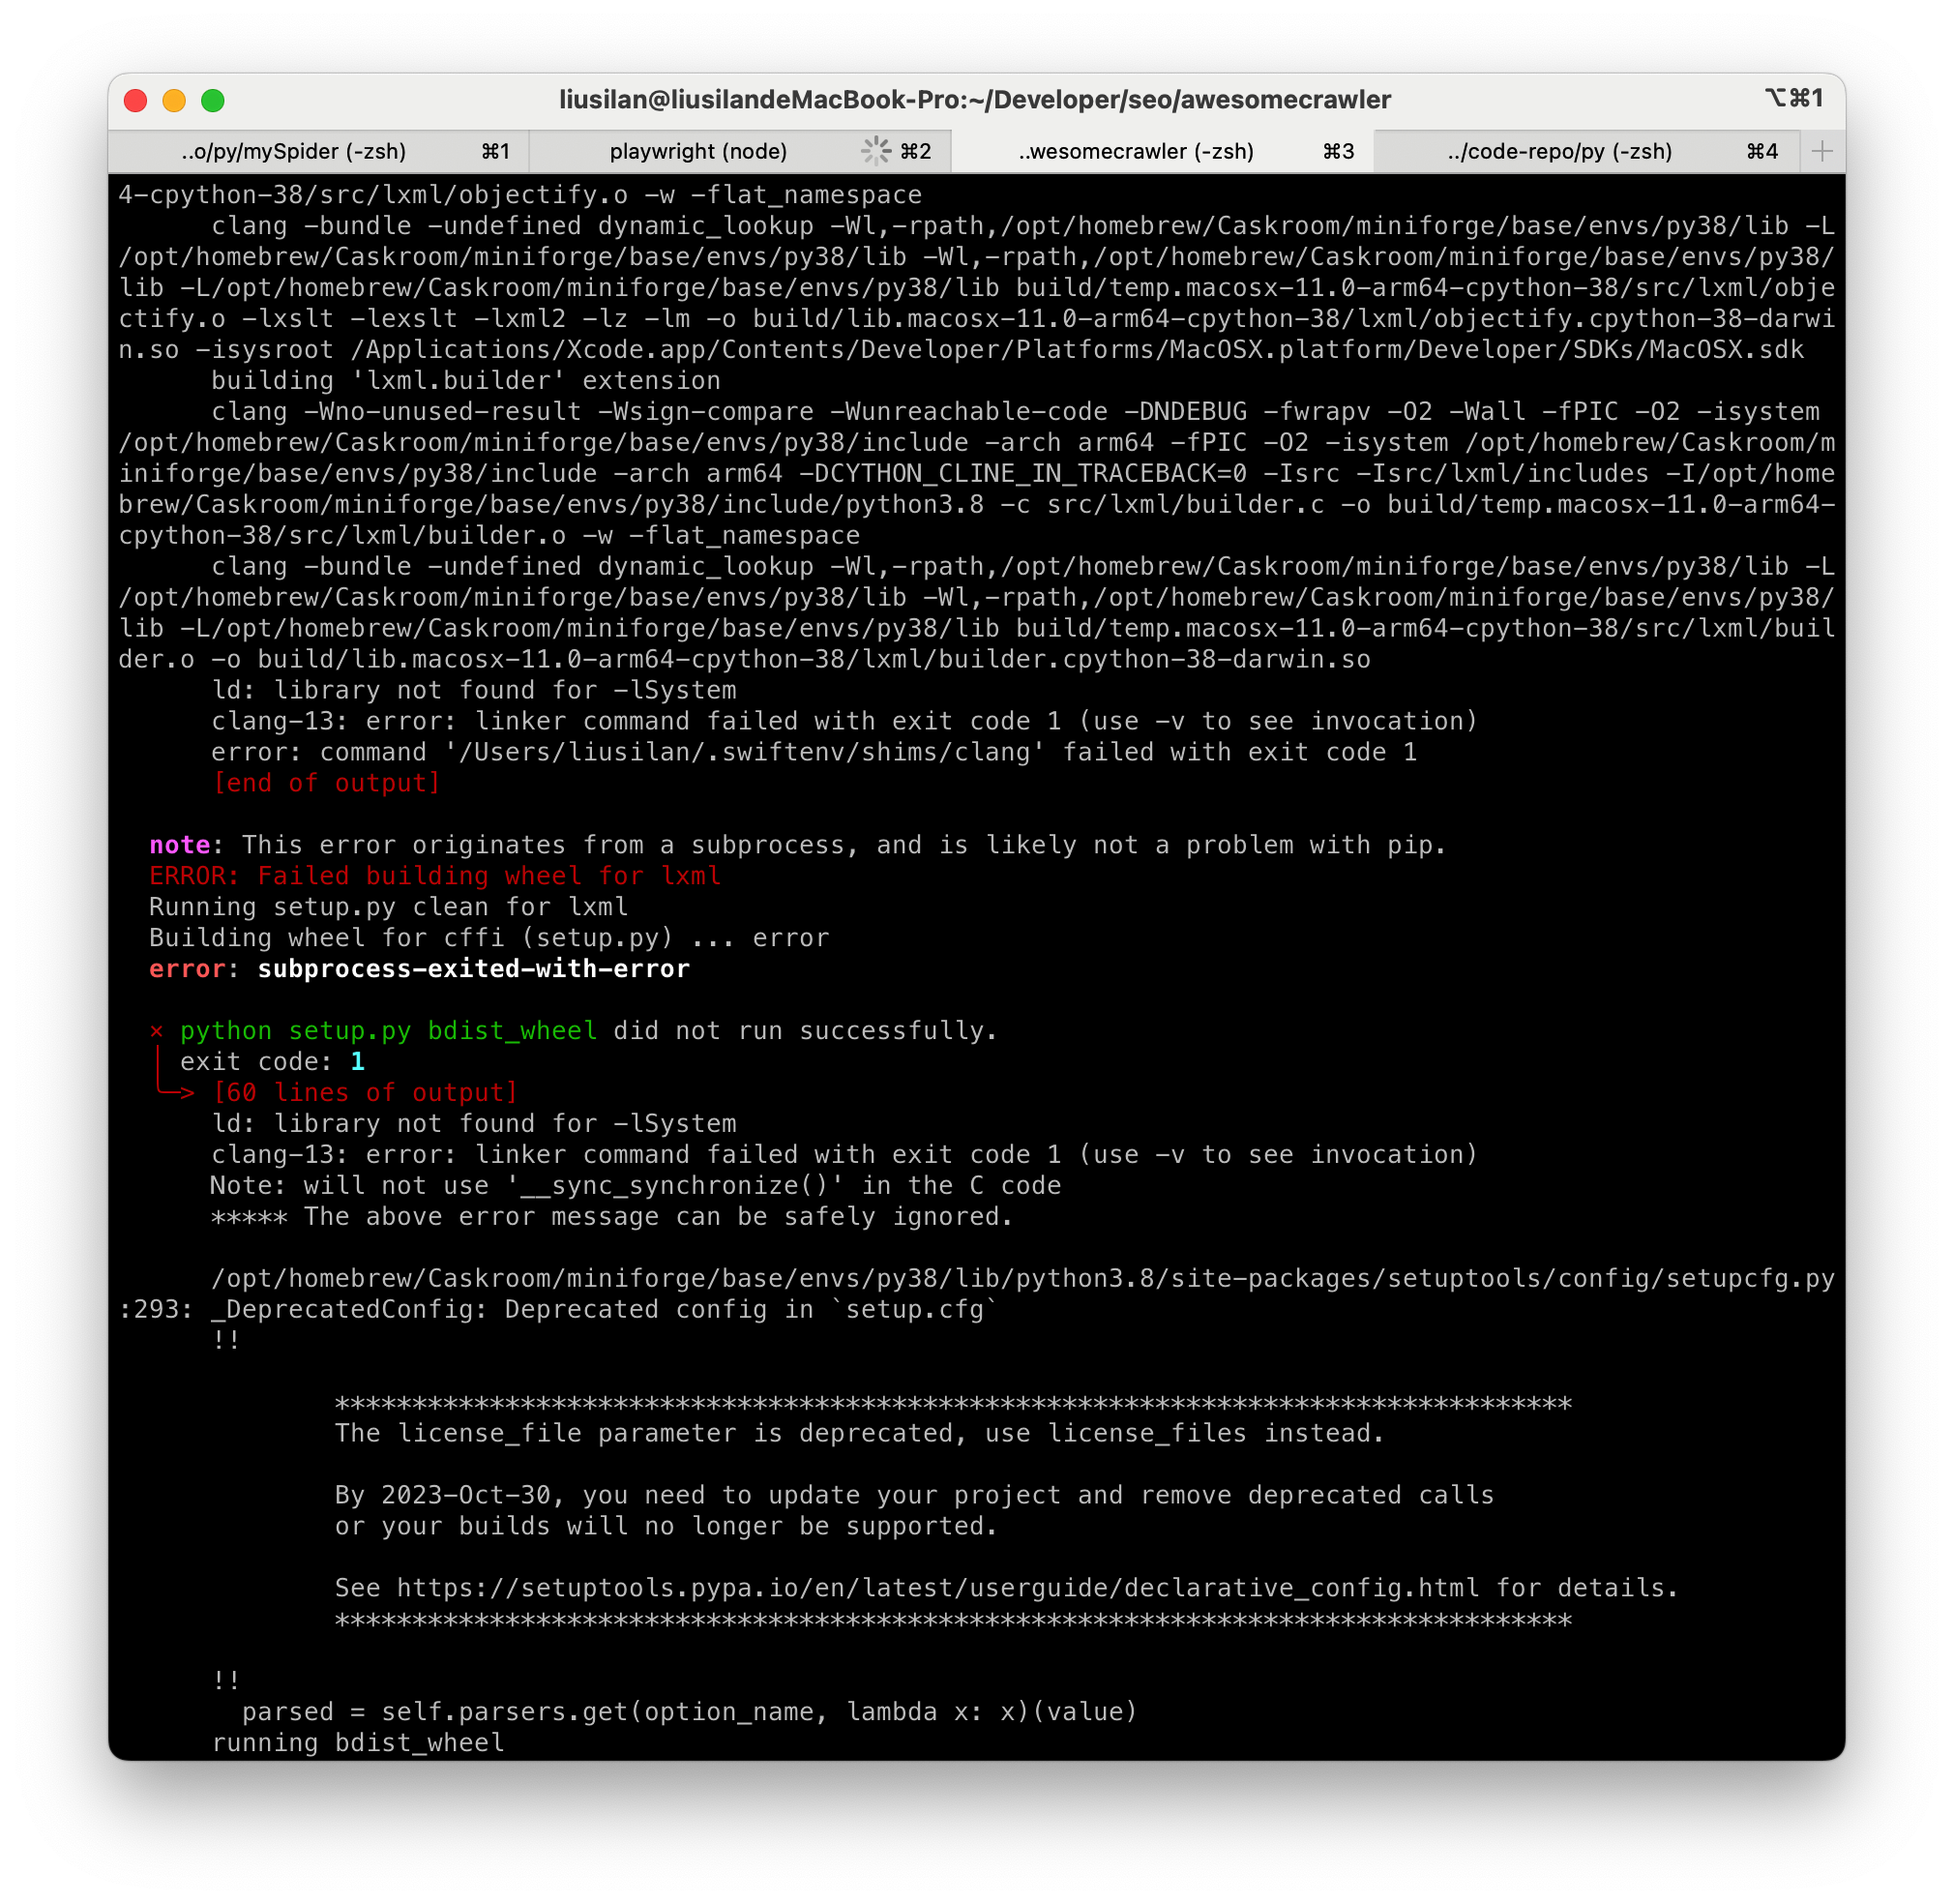 liusilan@liusilandeMacBook-Pro:~/Developer/seo/awesomecrawler ⌥⌘1
..o/py/mySpider (-zsh) ⌘1 playwright (node) ⌘2 ..wesomecrawler (-zsh) ⌘3 ../code-repo/py (-zsh) ⌘4 +
4-cpython-38/src/lxml/objectify.o -w -flat_namespace
clang -bundle -undefined dynamic_lookup -Wl,-rpath,/opt/homebrew/Caskroom/miniforge/base/envs/py38/lib -L
/opt/homebrew/Caskroom/miniforge/base/envs/py38/lib -Wl,-rpath,/opt/homebrew/Caskroom/miniforge/base/envs/py38/
lib -L/opt/homebrew/Caskroom/miniforge/base/envs/py38/lib build/temp.macosx-11.0-arm64-cpython-38/src/lxml/obje
ctify.o -lxslt -lexslt -lxml2 -lz -lm -o build/lib.macosx-11.0-arm64-cpython-38/lxml/objectify.cpython-38-darwi
n.so -isysroot /Applications/Xcode.app/Contents/Developer/Platforms/MacOSX.platform/Developer/SDKs/MacOSX.sdk
building 'lxml.builder' extension
clang -Wno-unused-result -Wsign-compare -Wunreachable-code -DNDEBUG -fwrapv -O2 -Wall -fPIC -O2 -isystem
/opt/homebrew/Caskroom/miniforge/base/envs/py38/include -arch arm64 -fPIC -O2 -isystem /opt/homebrew/Caskroom/m
iniforge/base/envs/py38/include -arch arm64 -DCYTHON_CLINE_IN_TRACEBACK=0 -Isrc -Isrc/lxml/includes -I/opt/home
brew/Caskroom/miniforge/base/envs/py38/include/python3.8 -c src/lxml/builder.c -o build/temp.macosx-11.0-arm64-
cpython-38/src/lxml/builder.o -w -flat_namespace
clang -bundle -undefined dynamic_lookup -Wl,-rpath,/opt/homebrew/Caskroom/miniforge/base/envs/py38/lib -L
/opt/homebrew/Caskroom/miniforge/base/envs/py38/lib -Wl,-rpath,/opt/homebrew/Caskroom/miniforge/base/envs/py38/
lib -L/opt/homebrew/Caskroom/miniforge/base/envs/py38/lib build/temp.macosx-11.0-arm64-cpython-38/src/lxml/buil
der.o -o build/lib.macosx-11.0-arm64-cpython-38/lxml/builder.cpython-38-darwin.so
ld: library not found for -lSystem
clang-13: error: linker command failed with exit code 1 (use -v to see invocation)
error: command '/Users/liusilan/.swiftenv/shims/clang' failed with exit code 1
[end of output]
note: This error originates from a subprocess, and is likely not a problem with pip.
ERROR: Failed building wheel for lxml
Running setup.py clean for lxml
Building wheel for cffi (setup.py) ... error
error: subprocess-exited-with-error
× python setup.py bdist_wheel did not run successfully.
│ exit code: 1
╰─> [60 lines of output]
ld: library not found for -lSystem
clang-13: error: linker command failed with exit code 1 (use -v to see invocation)
Note: will not use '__sync_synchronize()' in the C code
***** The above error message can be safely ignored.
/opt/homebrew/Caskroom/miniforge/base/envs/py38/lib/python3.8/site-packages/setuptools/config/setupcfg.py
:293: _DeprecatedConfig: Deprecated config in `setup.cfg`
!!
********************************************************************************
The license_file parameter is deprecated, use license_files instead.
By 2023-Oct-30, you need to update your project and remove deprecated calls
or your builds will no longer be supported.
See https://setuptools.pypa.io/en/latest/userguide/declarative_config.html for details.
********************************************************************************
!!
parsed = self.parsers.get(option_name, lambda x: x)(value)
running bdist_wheel